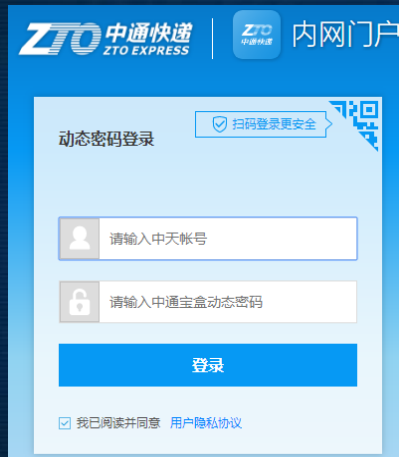 ZTO 中通快递
ZTO EXPRESS
ZTO
中通快递
内网门户
动态密码登录
扫码登录更安全
请输入中天帐号
请输入中通宝盒动态密码
登录
我已阅读并同意 用户隐私协议